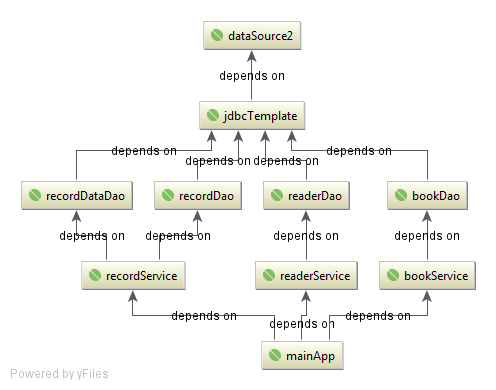 dataSource2
depends on
jdbcTemplate
depends on depends on depends on depends on
recordDataDao recordDao readerDao bookDao
depends on depends on depends on depends on
recordService readerService bookService
depends on depends on depends on
mainApp
Powered by yFiles